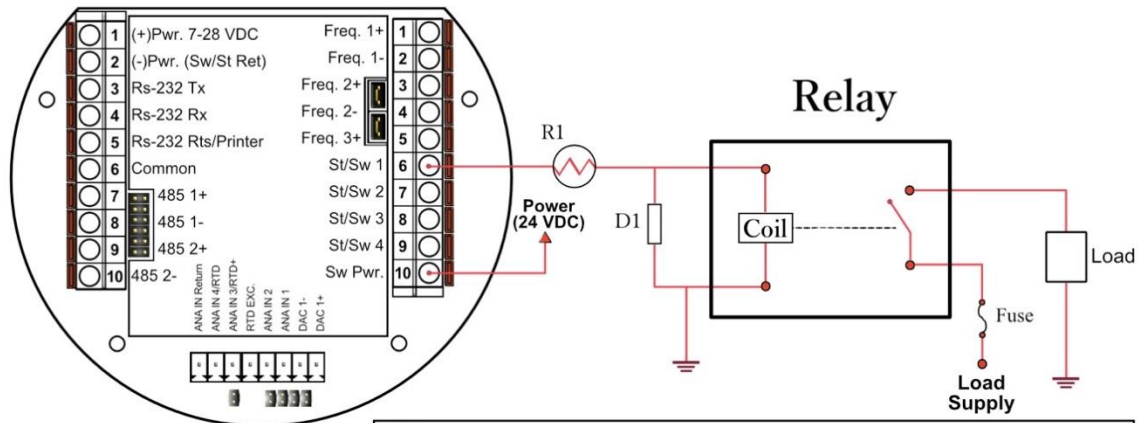 1 (+)Pwr. 7-28 VDC
2 (-)Pwr. (Sw/St Ret)
3 Rs-232 Tx
4 Rs-232 Rx
5 Rs-232 Rts/Printer
6 Common
7 485 1+
8 485 1-
9 485 2+
10 485 2-
Freq. 1+ 1
Freq. 1- 2
Freq. 2+ 3
Freq. 2- 4
Freq. 3+ 5
St/Sw 1 6
St/Sw 2 7
St/Sw 3 8
St/Sw 4 9
Sw Pwr. 10
ANA IN Return
ANA IN 4/RTD
ANA IN 3/RTD+
RTD EXC.
ANA IN 2
ANA IN 1
DAC 1-
DAC 1+
R1
Power
(24 VDC)
D1
Relay
Coil
Load
Fuse
Load
Supply